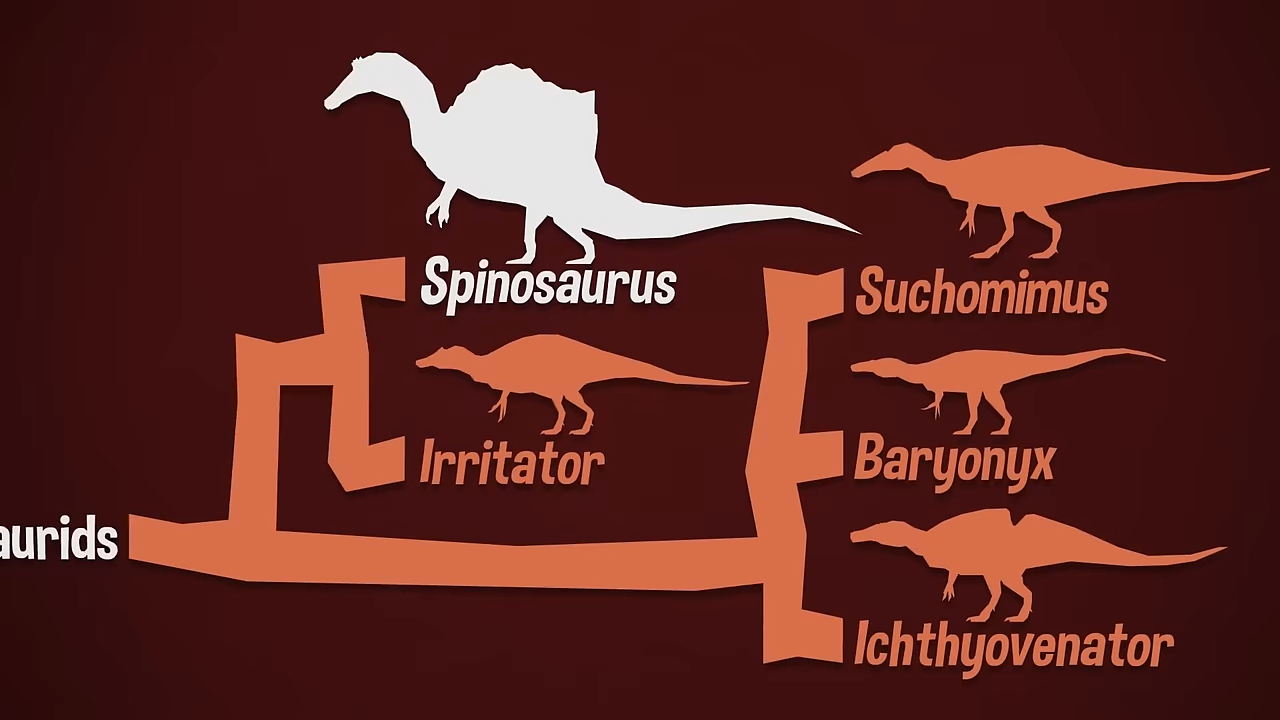 Spinosaurus
Suchomimus
Irritator
Baryonyx
aurids
Ichthyovenator